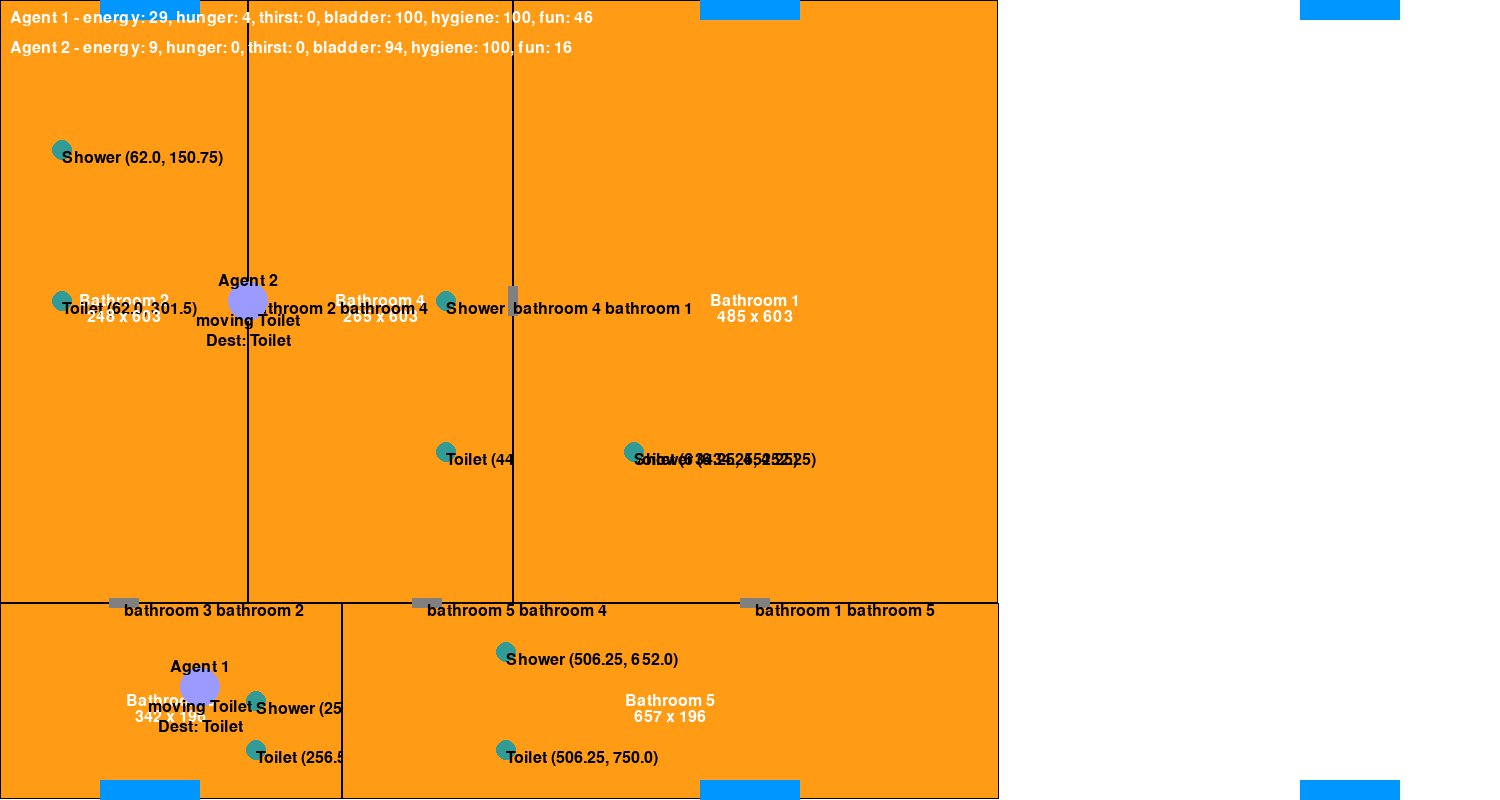 Agent 1 - energy: 29, hunger: 4, thirst: 0, bladder: 100, hygiene: 100, fun: 46
Agent 2 - energy: 9, hunger: 0, thirst: 0, bladder: 94, hygiene: 100, fun: 16
Shower (62.0, 150.75)
Agent 2
Bathroom 2
Toilet (62.0, 301.5)
248 x 603
bathroom 2 bathroom 4
Bathroom 4
265 x 603
Shower
bathroom 4 bathroom 1
Bathroom 1
485 x 603
moving Toilet
Dest: Toilet
Toilet (44
bathroom 3 bathroom 2
bathroom 5 bathroom 4
bathroom 1 bathroom 5
Agent 1
Shower (506.25, 652.0)
moving Toilet
342 x 196
Dest: Toilet
Shower (25
Bathroom 5
657 x 196
Toilet (256.5
Toilet (506.25, 750.0)